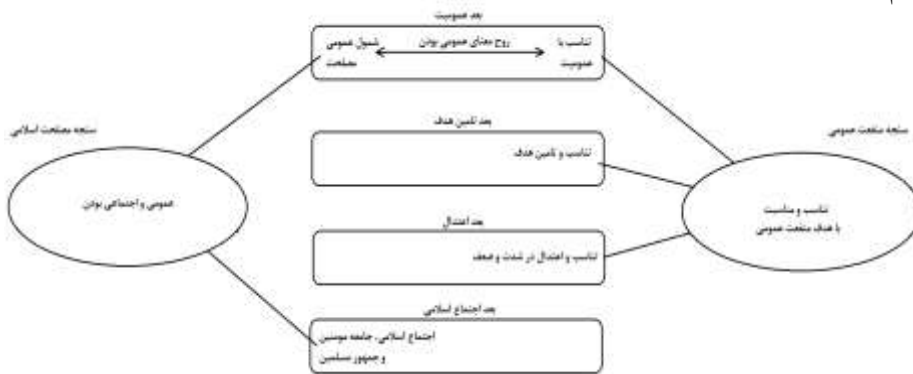 بعد عمومیت
تناسب با
عمومیت
روح معنای عمومی بودن
شمول عمومی
مصلحت
سنجه منفعت عمومی
تناسب و مناسبت
با هدف منفعت عمومی
بعد تامین هدف
تناسب و تامین هدف
بعد اعتدال
تناسب و اعتدال در شدت و ضعف
سنجه مصلحت اسلامی
عمومی و اجتماعی بودن
بعد اجتماع اسلامی
اجتماع اسلامی، جامعه مومنین
و جمهور مسلمین